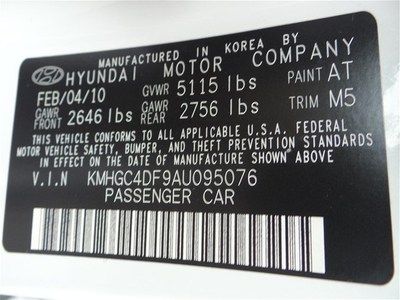 MANUFACTURED IN KOREA BY
HYUNDAI MOTOR COMPANY
FEB/04/10 GVWR 5115 lbs PAINT AT
GAWR FRONT 2646 lbs GAWR REAR 2756 lbs TRIM M5
THIS VEHICLE CONFORMS TO ALL APPLICABLE U.S.A. FEDERAL
MOTOR VEHICLE SAFETY, BUMPER, AND THEFT PREVENTION STANDARDS
IN EFFECT ON THE DATE OF MANUFACTURE SHOWN ABOVE.
V.I.N KMHGC4DF9AU095076
PASSENGER CAR